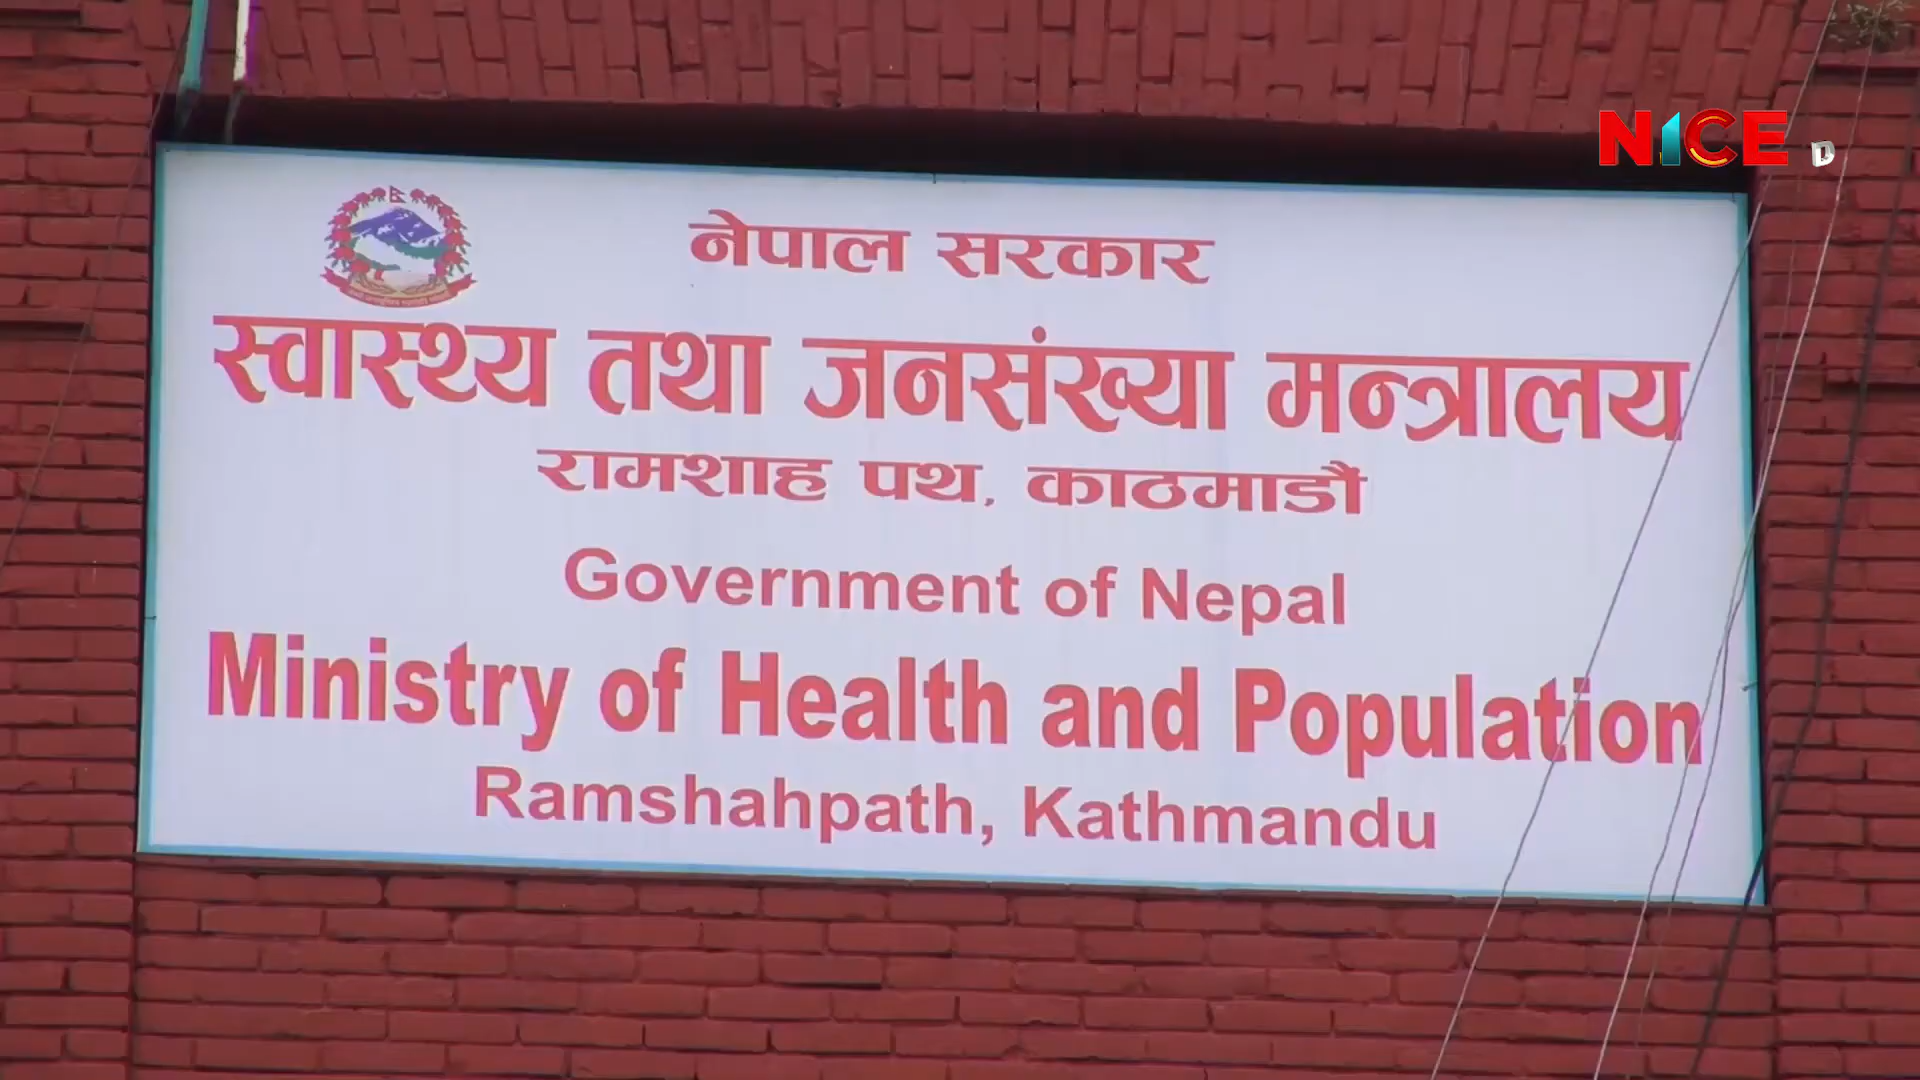 NICE
नेपाल सरकार
स्वास्थ्य तथा जनसंख्या मन्त्रालय
रामशाह पथ, काठमाडौं
Government of Nepal
Ministry of Health and Population
Ramshahpath, Kathmandu